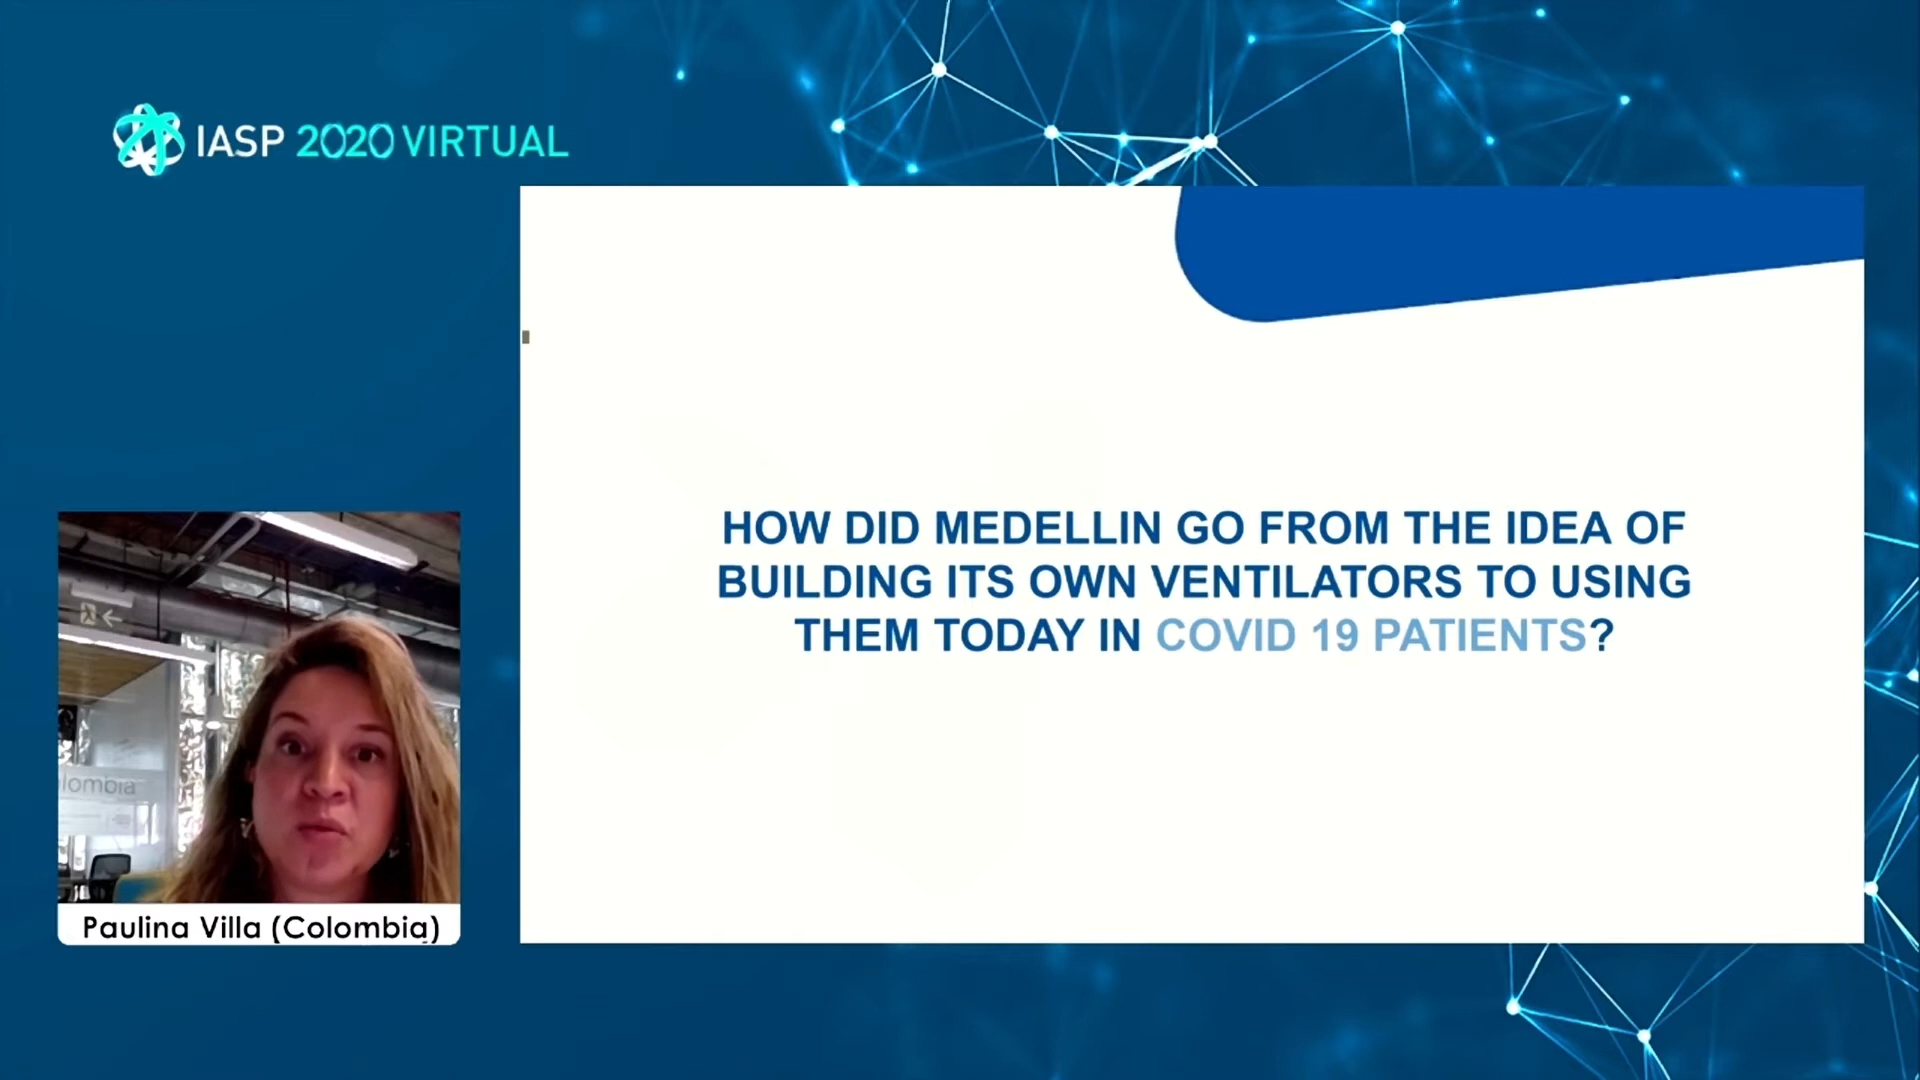 IASP 2020 VIRTUAL
HOW DID MEDELLIN GO FROM THE IDEA OF
BUILDING ITS OWN VENTILATORS TO USING
THEM TODAY IN COVID 19 PATIENTS?
lombia
Paulina Villa (Colombia)